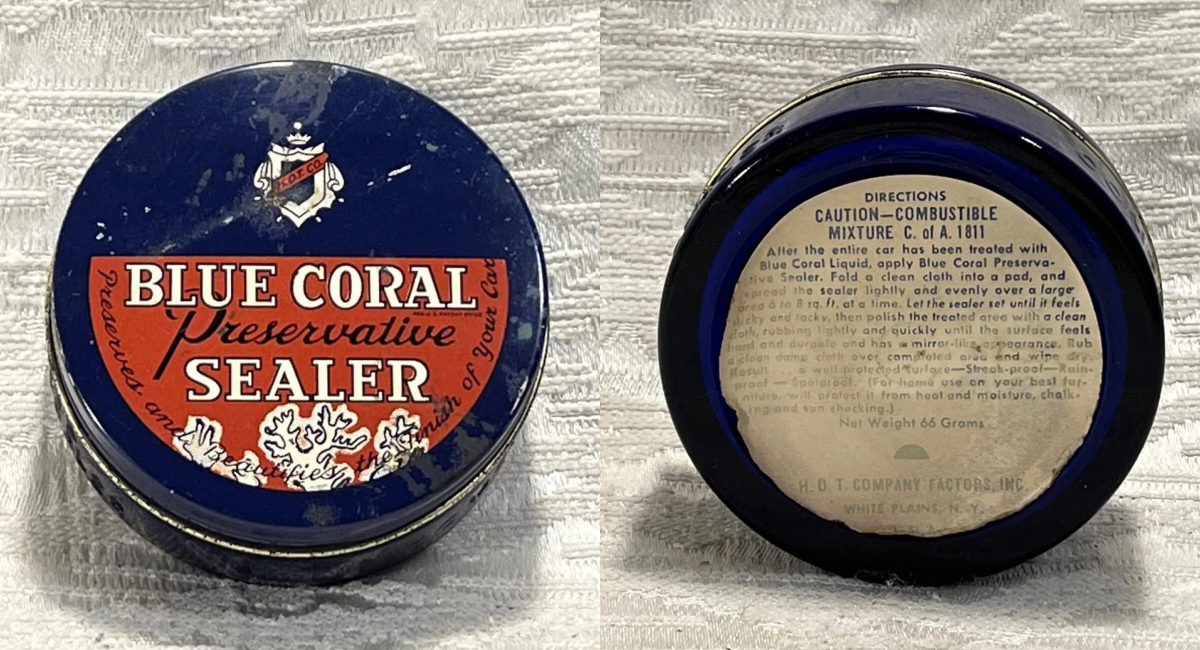 H.D.T. CO.
BLUE CORAL
REG. U.S. PATENT OFFICE
Preservative
SEALER
Preserves and Beautifies the Finish of Your Car
DIRECTIONS
CAUTION—COMBUSTIBLE
MIXTURE C. of A. 1811
After the entire car has been treated with
Blue Coral Liquid, apply Blue Coral Preserva-
tive Sealer. Fold a clean cloth into a pad, and
spread the sealer lightly and evenly over a large
area 6 to 8 sq. ft. at a time. Let the sealer set until it feels
sticky and tacky, then polish the treated area with a clean
cloth, rubbing lightly and quickly until the surface feels
hard and durable and has a mirror-like appearance. Rub
a clean damp cloth over completed area and wipe dry.
Result a well protected surface—Streak-proof—Rain-
proof— proof. (For home use on your best fur-
niture, will protect it from heat and moisture, chalk-
ing and sun checking.)
Net Weight 66 Grams
H. D. T. COMPANY FACTORS, INC.
WHITE PLAINS, N. Y.